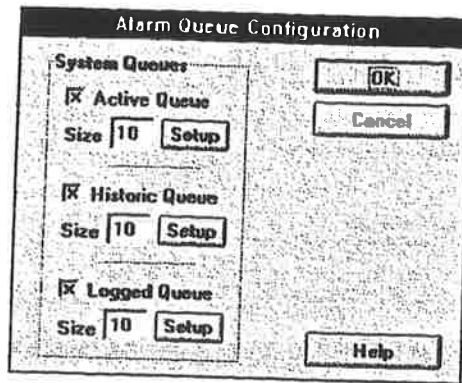 Alarm Queue Configuration
System Queues
Active Queue
Size 10 Setup
Historic Queue
Size 10 Setup
Logged Queue
Size 10 Setup
OK
Cancel
Help